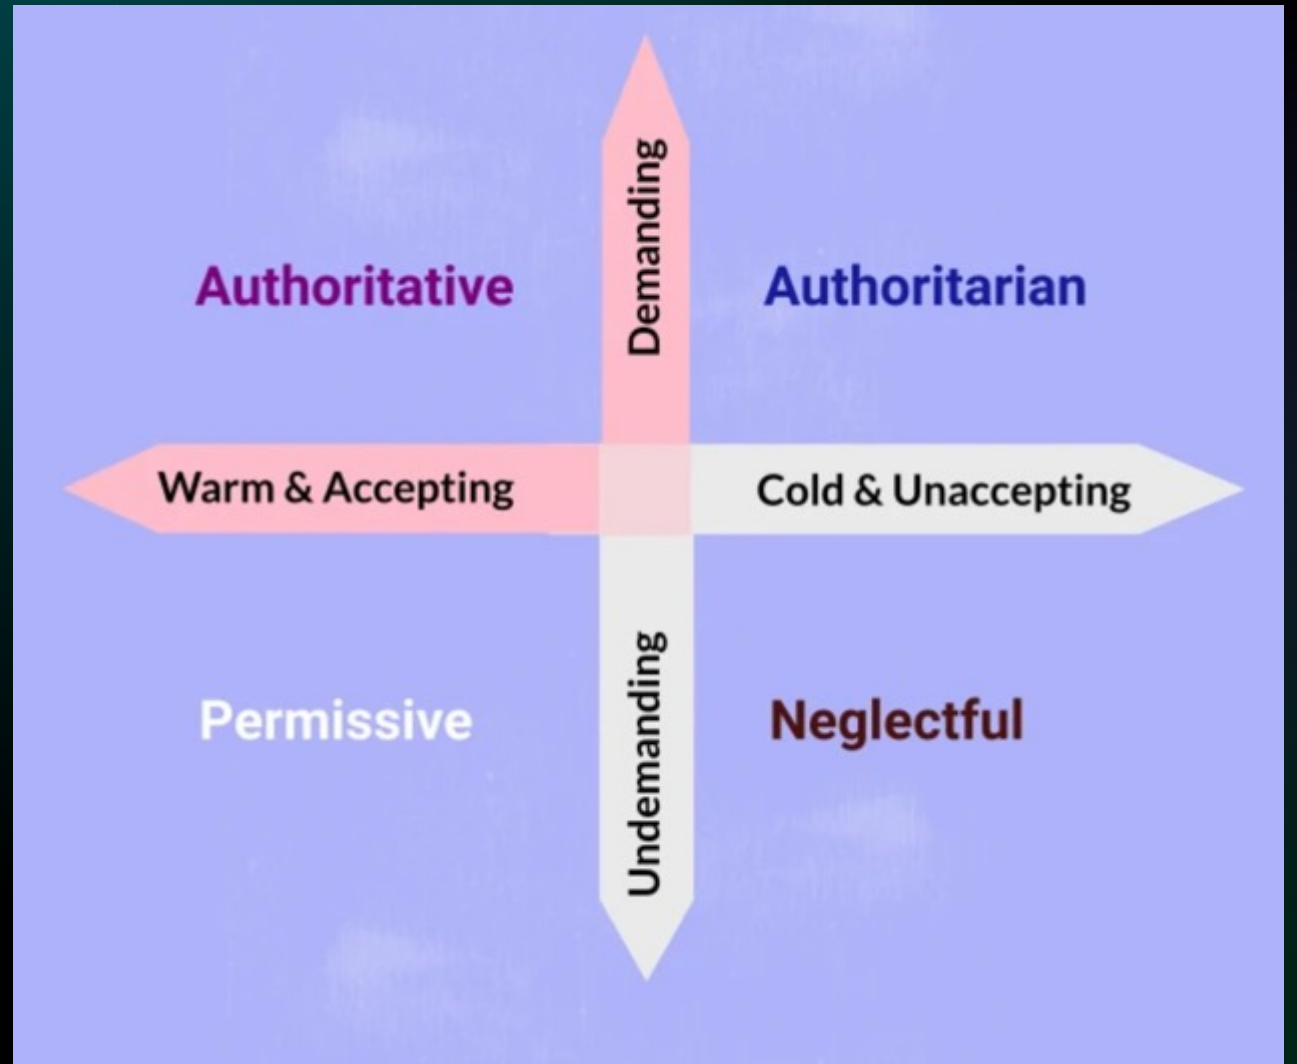 Demanding
Authoritative
Authoritarian
Warm & Accepting
Cold & Unaccepting
Undemanding
Permissive
Neglectful